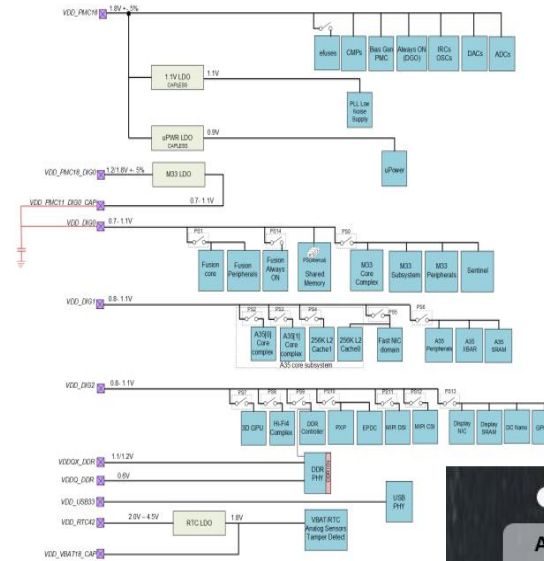 VDD_PMC18
1.8V +- 5%
efuses
CMPs
Bias Gen PMC
Always ON (DGO)
IRCs OSCs
DACs
ADCs
1.1V LDO
CAPLESS
1.1V
PLL Low Noise Supply
uPWR LDO
CAPLESS
0.9V
uPower
VDD_PMC18_DIG0
1.2/1.8V +- 5%
M33 LDO
VDD_PMC11_DIG0_CAP
0.7- 1.1V
VDD_DIG0
0.7- 1.1V
PS1
PS14
PS0
Fusion core
Fusion Peripherals
Fusion Always ON
Shared Memory
M33 Core Complex
M33 Subsystem
M33 Peripherals
Sentinel
VDD_DIG1
0.8- 1.1V
PS2
PS3
PS4
PS5
PS6
A35[0] Core complex
A35[1] Core complex
256K L2 Cache1
256K L2 Cache0
Fast NIC domain
A35 Peripherals
A35 XBAR
A35 SRAM
A35 core subsystem
VDD_DIG2
0.8- 1.1V
PS7
PS8
PS9
PS10
PS11
PS12
PS13
3D GPU
Hi-Fi4 Complex
DDR Controller
PXP
EPDC
MIPI DSI
MIPI CSI
Display NIC
Display SRAM
DC Nano
VDDQX_DDR
1.1/1.2V
VDDQ_DDR
0.6V
DDR PHY
VDD_USB33
USB PHY
VDD_RTC42
2.0V – 4.5V
RTC LDO
1.8V
VBAT/RTC
Analog Sensors
Tamper Detect
VDD_VBAT18_CAP
A